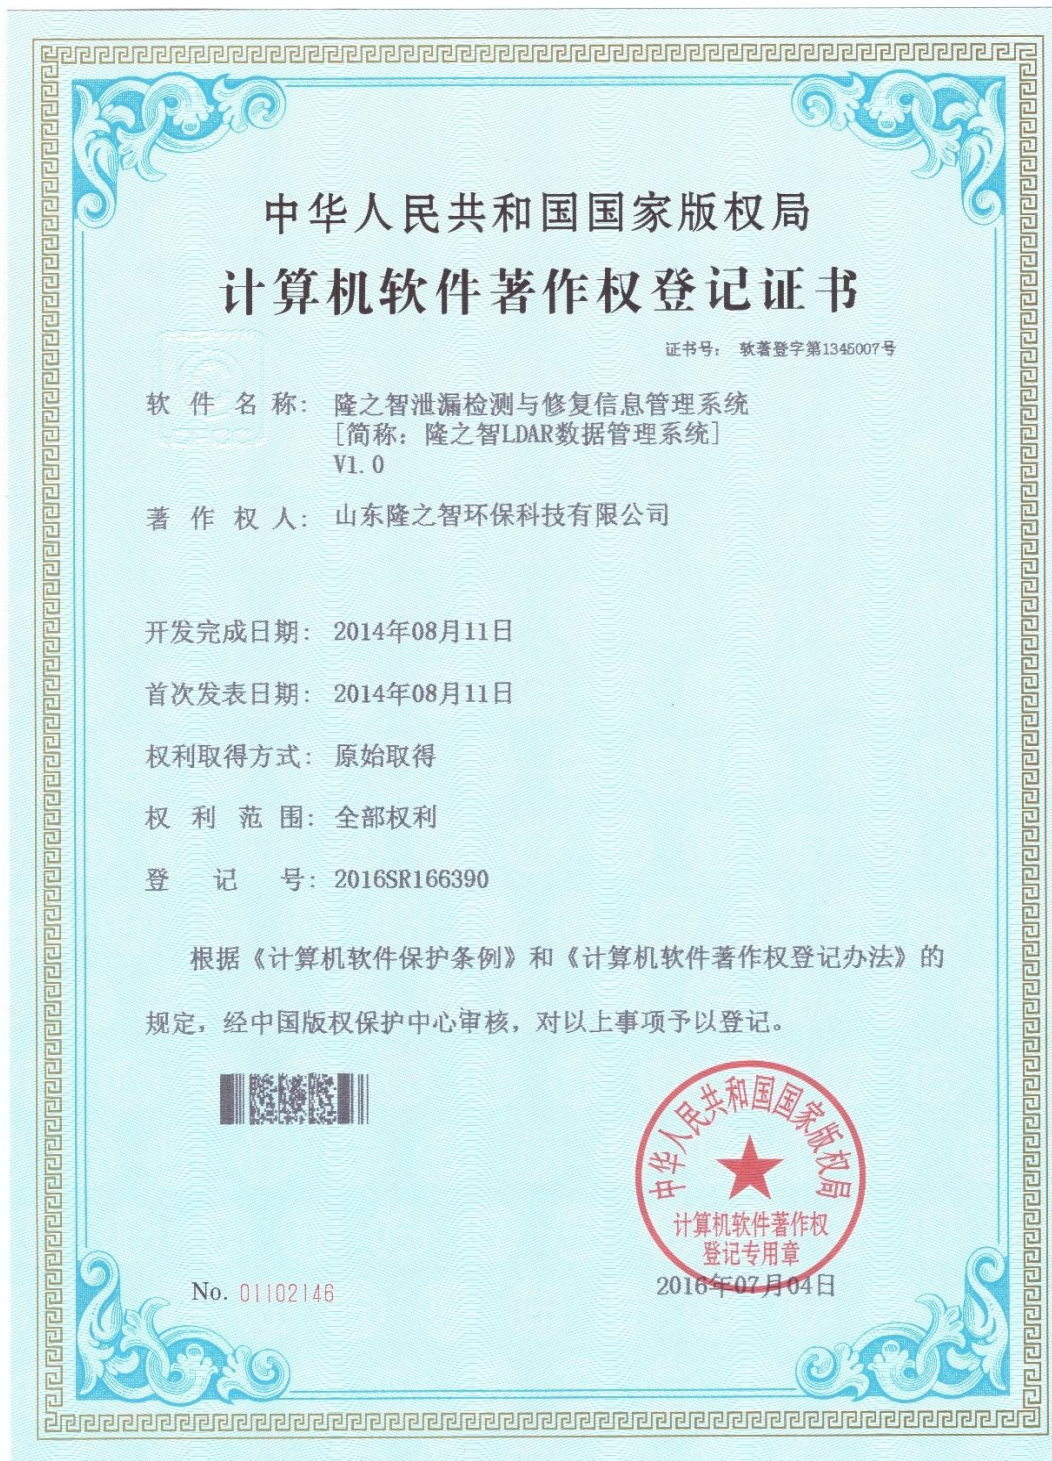 中华人民共和国国家版权局
计算机软件著作权登记证书
证书号： 软著登字第1345007号
软件名称： 隆之智泄漏检测与修复信息管理系统
[简称：隆之智LDAR数据管理系统]
V1.0
著作权人： 山东隆之智环保科技有限公司
开发完成日期： 2014年08月11日
首次发表日期： 2014年08月11日
权利取得方式： 原始取得
权利范围： 全部权利
登记号： 2016SR166390
根据《计算机软件保护条例》和《计算机软件著作权登记办法》的
规定，经中国版权保护中心审核，对以上事项予以登记。
中华人民共和国国家版权局
计算机软件著作权
登记专用章
2016年07月04日
No. 01102146